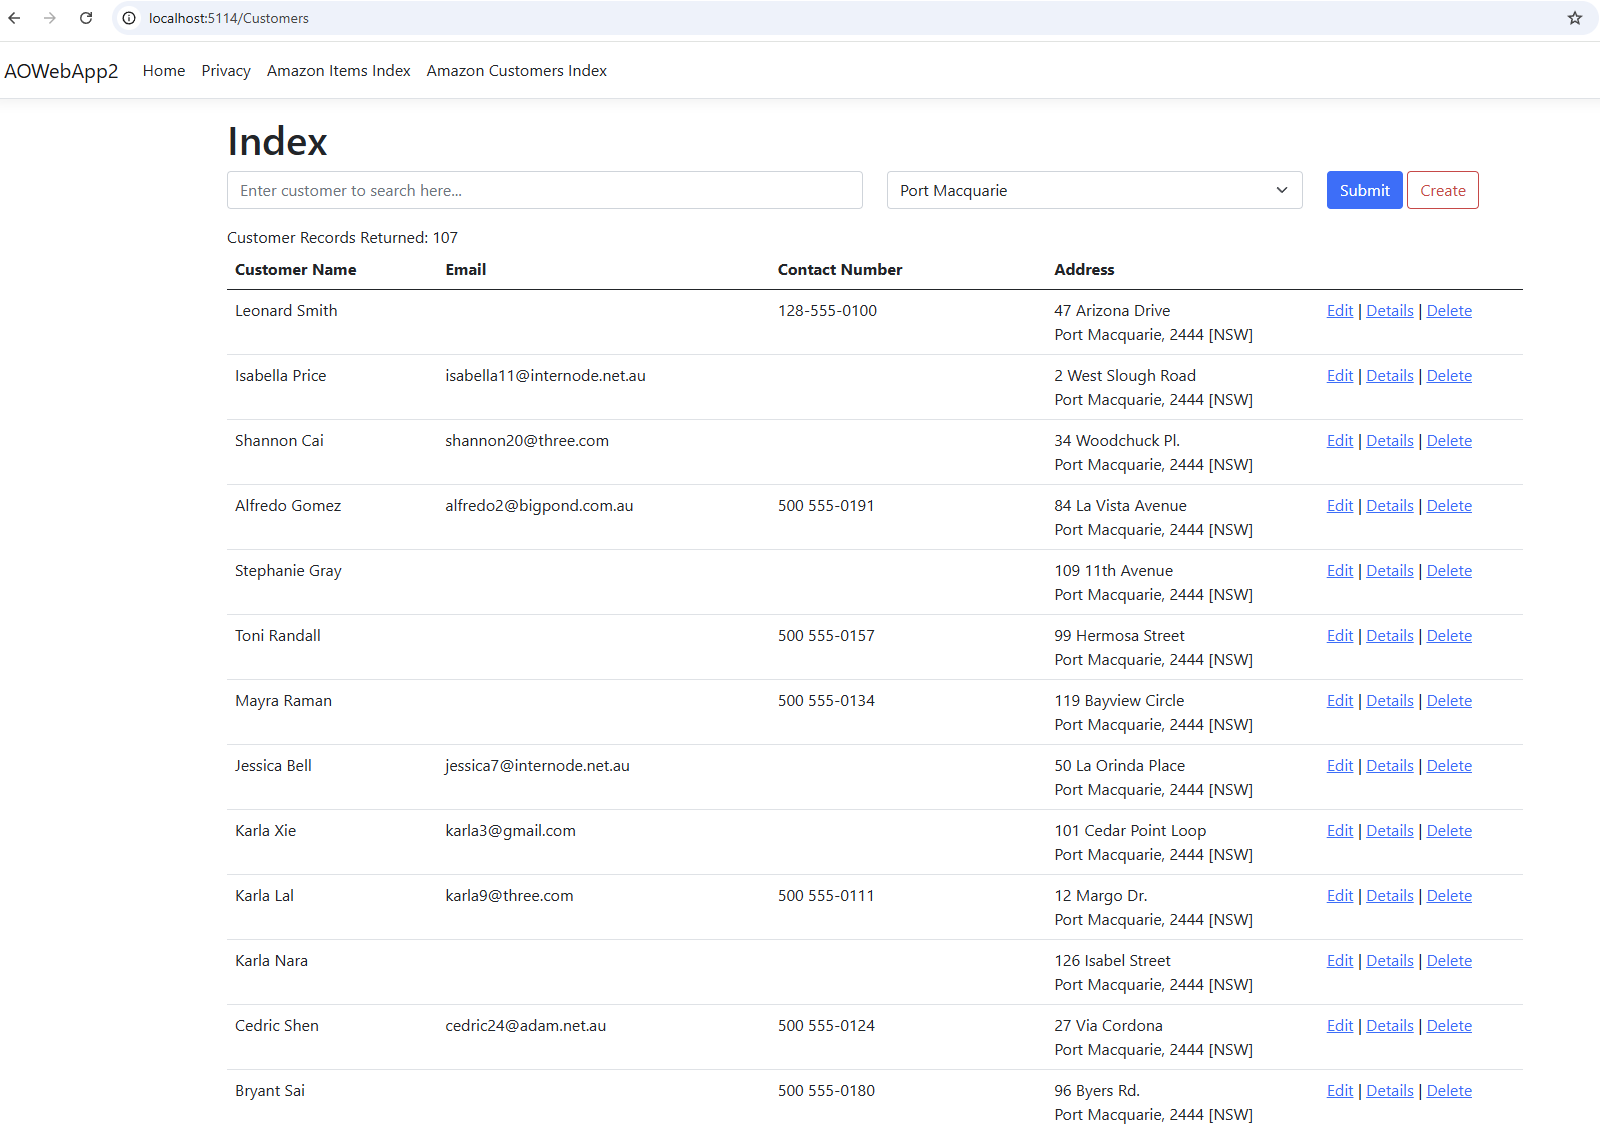 localhost:5114/Customers
AOWebApp2 Home Privacy Amazon Items Index Amazon Customers Index
Index
Enter customer to search here... Port Macquarie Submit Create
Customer Records Returned: 107
Customer Name Email Contact Number Address
Leonard Smith 128-555-0100 47 Arizona Drive Edit | Details | Delete
Port Macquarie, 2444 [NSW]
Isabella Price isabella11@internode.net.au 2 West Slough Road Edit | Details | Delete
Port Macquarie, 2444 [NSW]
Shannon Cai shannon20@three.com 34 Woodchuck Pl. Edit | Details | Delete
Port Macquarie, 2444 [NSW]
Alfredo Gomez alfredo2@bigpond.com.au 500 555-0191 84 La Vista Avenue Edit | Details | Delete
Port Macquarie, 2444 [NSW]
Stephanie Gray 109 11th Avenue Edit | Details | Delete
Port Macquarie, 2444 [NSW]
Toni Randall 500 555-0157 99 Hermosa Street Edit | Details | Delete
Port Macquarie, 2444 [NSW]
Mayra Raman 500 555-0134 119 Bayview Circle Edit | Details | Delete
Port Macquarie, 2444 [NSW]
Jessica Bell jessica7@internode.net.au 50 La Orinda Place Edit | Details | Delete
Port Macquarie, 2444 [NSW]
Karla Xie karla3@gmail.com 101 Cedar Point Loop Edit | Details | Delete
Port Macquarie, 2444 [NSW]
Karla Lal karla9@three.com 500 555-0111 12 Margo Dr. Edit | Details | Delete
Port Macquarie, 2444 [NSW]
Karla Nara 126 Isabel Street Edit | Details | Delete
Port Macquarie, 2444 [NSW]
Cedric Shen cedric24@adam.net.au 500 555-0124 27 Via Cordona Edit | Details | Delete
Port Macquarie, 2444 [NSW]
Bryant Sai 500 555-0180 96 Byers Rd. Edit | Details | Delete
Port Macquarie, 2444 [NSW]